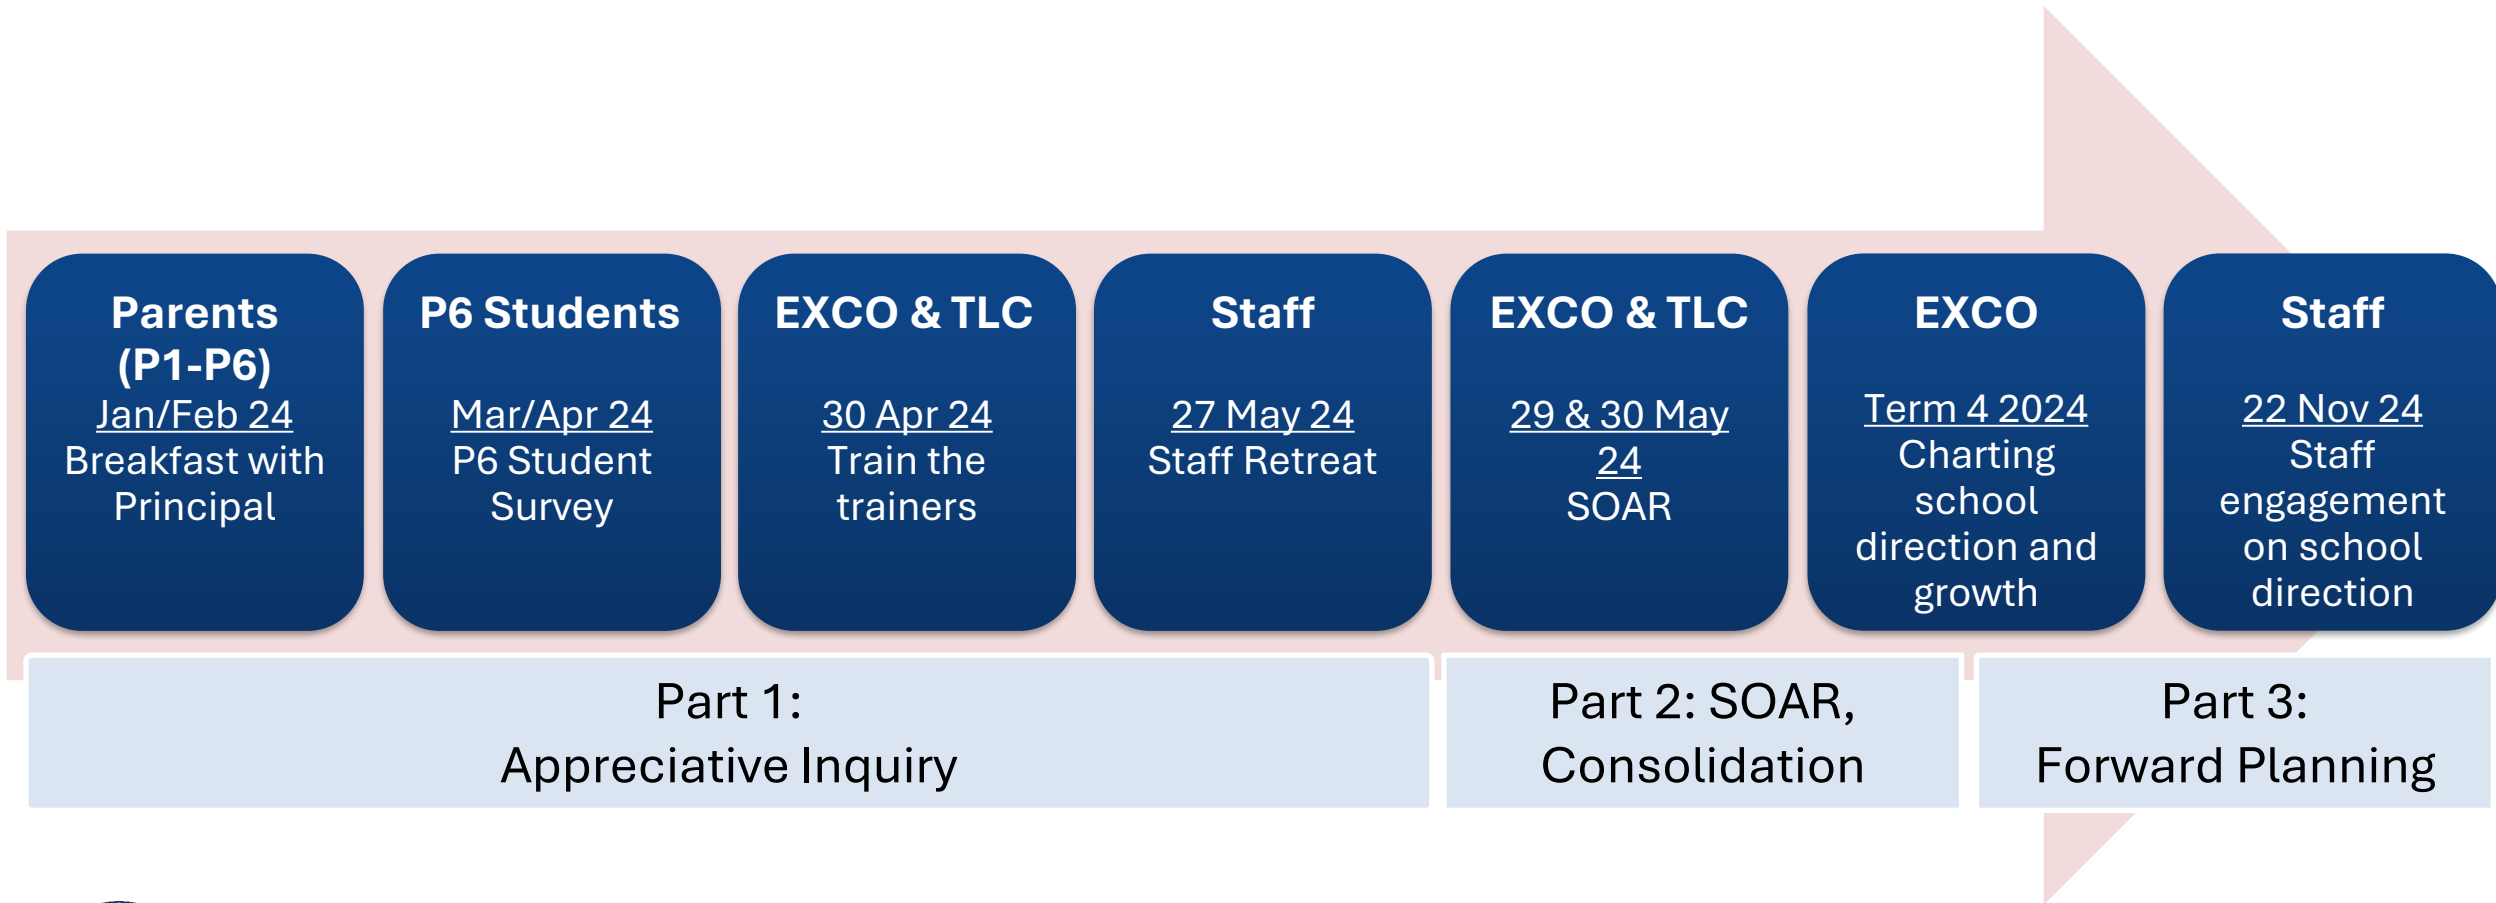 Parents
(P1-P6)
Jan/Feb 24
Breakfast with
Principal
P6 Students
Mar/Apr 24
P6 Student
Survey
EXCO & TLC
30 Apr 24
Train the
trainers
Staff
27 May 24
Staff Retreat
EXCO & TLC
29 & 30 May
24
SOAR
EXCO
Term 4 2024
Charting
school
direction and
growth
Staff
22 Nov 24
Staff
engagement
on school
direction
Part 1:
Appreciative Inquiry
Part 2: SOAR,
Consolidation
Part 3:
Forward Planning